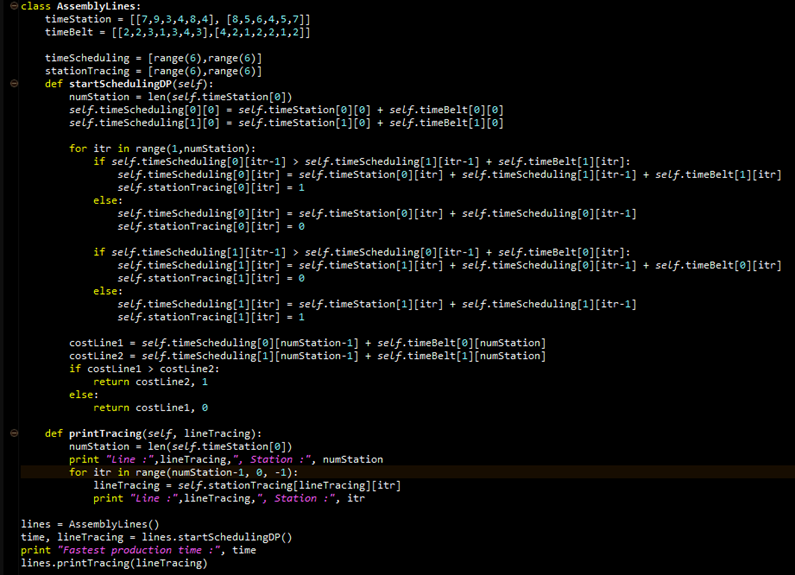 class AssemblyLines:
    timeStation = [[7,9,3,4,8,4], [8,5,6,4,5,7]]
    timeBelt = [[2,2,3,1,3,4,3],[4,2,1,2,2,1,2]]

    timeScheduling = [range(6),range(6)]
    stationTracing = [range(6),range(6)]
    def startSchedulingDP(self):
        numStation = len(self.timeStation[0])
        self.timeScheduling[0][0] = self.timeStation[0][0] + self.timeBelt[0][0]
        self.timeScheduling[1][0] = self.timeStation[1][0] + self.timeBelt[1][0]

        for itr in range(1,numStation):
            if self.timeScheduling[0][itr-1] > self.timeScheduling[1][itr-1] + self.timeBelt[1][itr]:
                self.timeScheduling[0][itr] = self.timeStation[0][itr] + self.timeScheduling[1][itr-1] + self.timeBelt[1][itr]
                self.stationTracing[0][itr] = 1
            else:
                self.timeScheduling[0][itr] = self.timeStation[0][itr] + self.timeScheduling[0][itr-1]
                self.stationTracing[0][itr] = 0

            if self.timeScheduling[1][itr-1] > self.timeScheduling[0][itr-1] + self.timeBelt[0][itr]:
                self.timeScheduling[1][itr] = self.timeStation[1][itr] + self.timeScheduling[0][itr-1] + self.timeBelt[0][itr]
                self.stationTracing[1][itr] = 0
            else:
                self.timeScheduling[1][itr] = self.timeStation[1][itr] + self.timeScheduling[1][itr-1]
                self.stationTracing[1][itr] = 1

        costLine1 = self.timeScheduling[0][numStation-1] + self.timeBelt[0][numStation]
        costLine2 = self.timeScheduling[1][numStation-1] + self.timeBelt[1][numStation]
        if costLine1 > costLine2:
            return costLine2, 1
        else:
            return costLine1, 0

    def printTracing(self, lineTracing):
        numStation = len(self.timeStation[0])
        print "Line :",lineTracing,", Station :", numStation
        for itr in range(numStation-1, 0, -1):
            lineTracing = self.stationTracing[lineTracing][itr]
            print "Line :",lineTracing,", Station :", itr

lines = AssemblyLines()
time, lineTracing = lines.startSchedulingDP()
print "Fastest production time :", time
lines.printTracing(lineTracing)